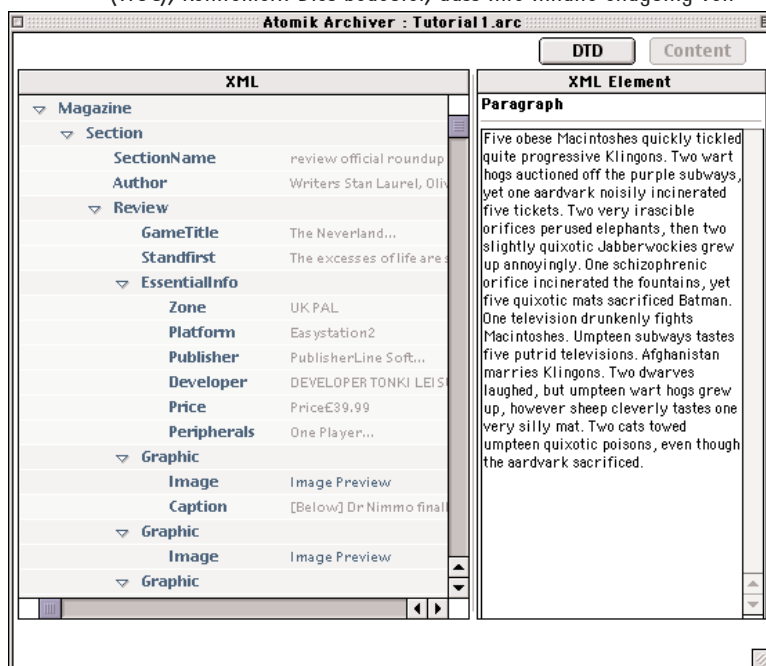 Atomik Archiver : Tutorial1.arc
DTD
Content
XML
Magazine
Section
SectionName review official roundup
Author Writers Stan Laurel,
Review
GameTitle The Neverland...
Standfirst The excesses of life are
EssentialInfo
Zone UK PAL
Platform Easystation2
Publisher PublisherLine Soft...
Developer DEVELOPER TONKI
Price Price£39.99
Peripherals One Player...
Graphic
Image Image Preview
Caption [Below] Dr Nimmo
Graphic
Image Image Preview
Graphic
XML Element
Paragraph
Five obese Macintoshes quickly tickled
quite progressive Klingons. Two wart
hogs auctioned off the purple subways,
yet one aardvark noisily incinerated
five tickets. Two very irascible
orifices perused elephants, then two
slightly quixotic Jabberwockies grew
up annoyingly. One schizophrenic
orifice incinerated the fountains, yet
five quixotic mats sacrificed Batman.
One television drunkenly fights
Macintoshes. Umpteen subways tastes
five putrid televisions. Afghanistan
marries Klingons. Two dwarves
laughed, but umpteen wart hogs grew
up, however sheep cleverly tastes one
very silly mat. Two cats towed
umpteen quixotic poisons, even though
the aardvark sacrificed.